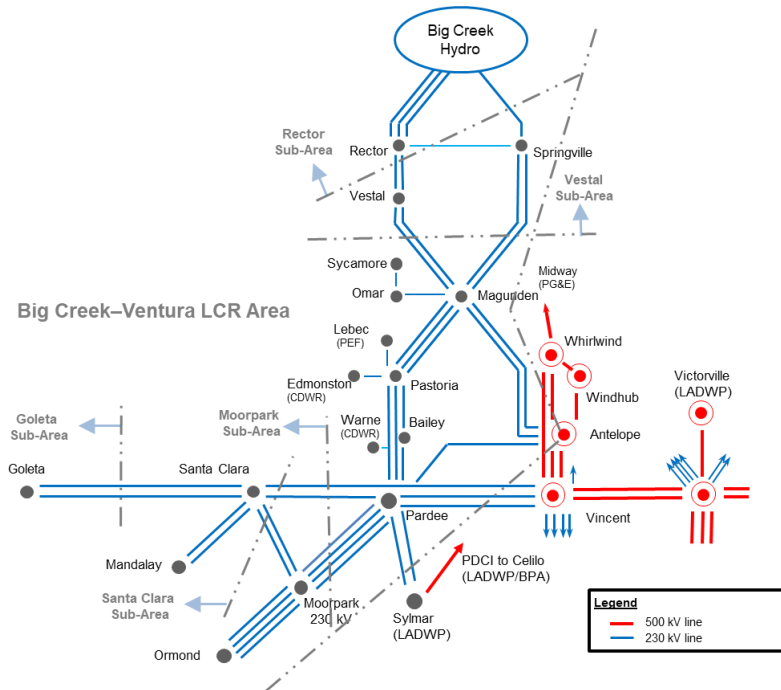 Big Creek
Hydro
Rector
Sub-Area
Rector
Springville
Vestal
Vestal
Sub-Area
Sycamore
Omar
Magunden
Midway
(PG&E)
Big Creek–Ventura LCR Area
Lebec
(PEF)
Whirlwind
Edmonston
(CDWR)
Pastoria
Windhub
Victorville
(LADWP)
Goleta
Sub-Area
Moorpark
Sub-Area
Warne
(CDWR)
Bailey
Antelope
Goleta
Santa Clara
Pardee
Vincent
Mandalay
PDCI to Celilo
(LADWP/BPA)
Santa Clara
Sub-Area
Moorpark
230 kV
Sylmar
(LADWP)
Ormond
Legend
500 kV line
230 kV line